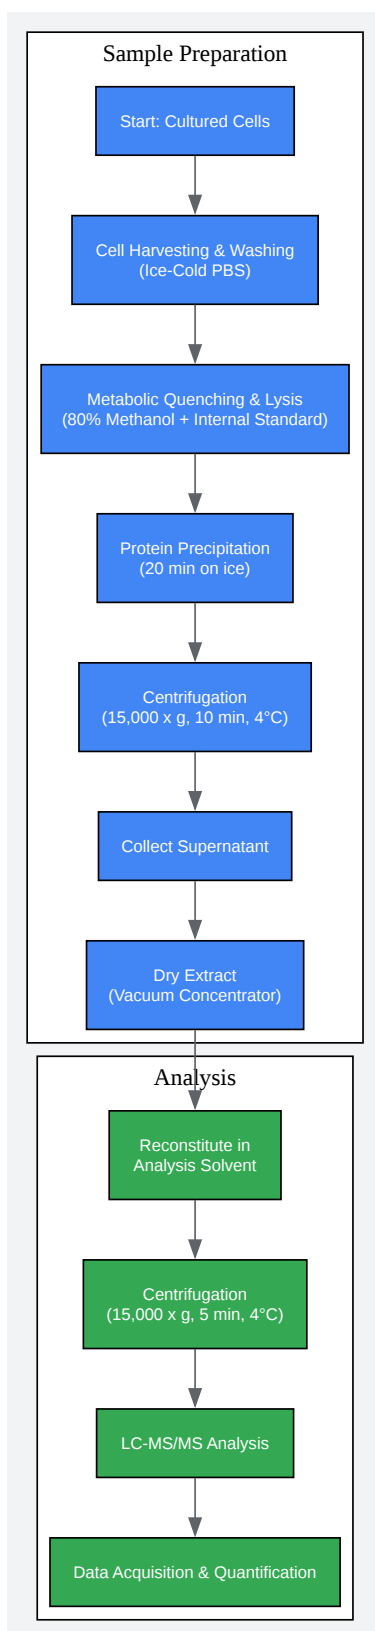 Sample Preparation
Start: Cultured Cells
Cell Harvesting & Washing
(Ice-Cold PBS)
Metabolic Quenching & Lysis
(80% Methanol + Internal Standard)
Protein Precipitation
(20 min on ice)
Centrifugation
(15,000 x g, 10 min, 4°C)
Collect Supernatant
Dry Extract
(Vacuum Concentrator)
Analysis
Reconstitute in
Analysis Solvent
Centrifugation
(15,000 x g, 5 min, 4°C)
LC-MS/MS Analysis
Data Acquisition & Quantification